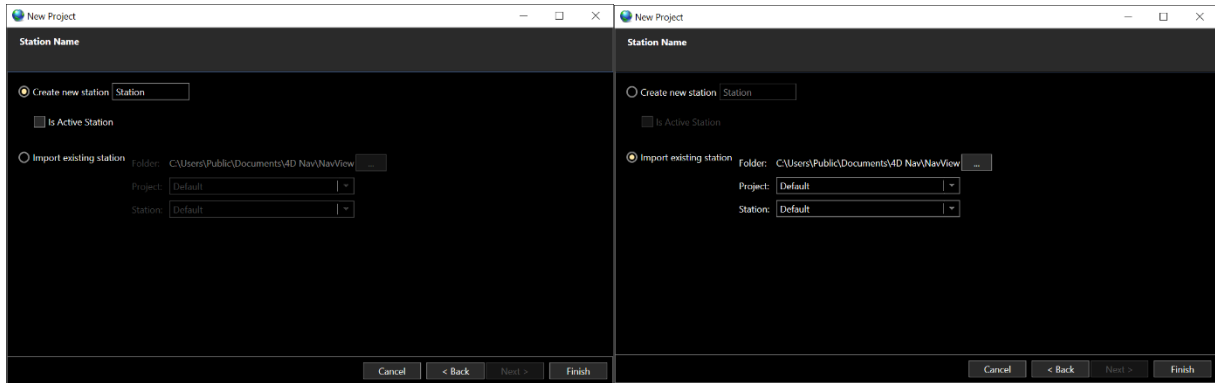 New Project
Station Name
Create new station Station
Is Active Station
Import existing station Folder: C:\Users\Public\Documents\4D Nav\NavView ...
Project: Default
Station: Default
Cancel < Back Next > Finish
New Project
Station Name
Create new station Station
Is Active Station
Import existing station Folder: C:\Users\Public\Documents\4D Nav\NavView ...
Project: Default
Station: Default
Cancel < Back Next > Finish